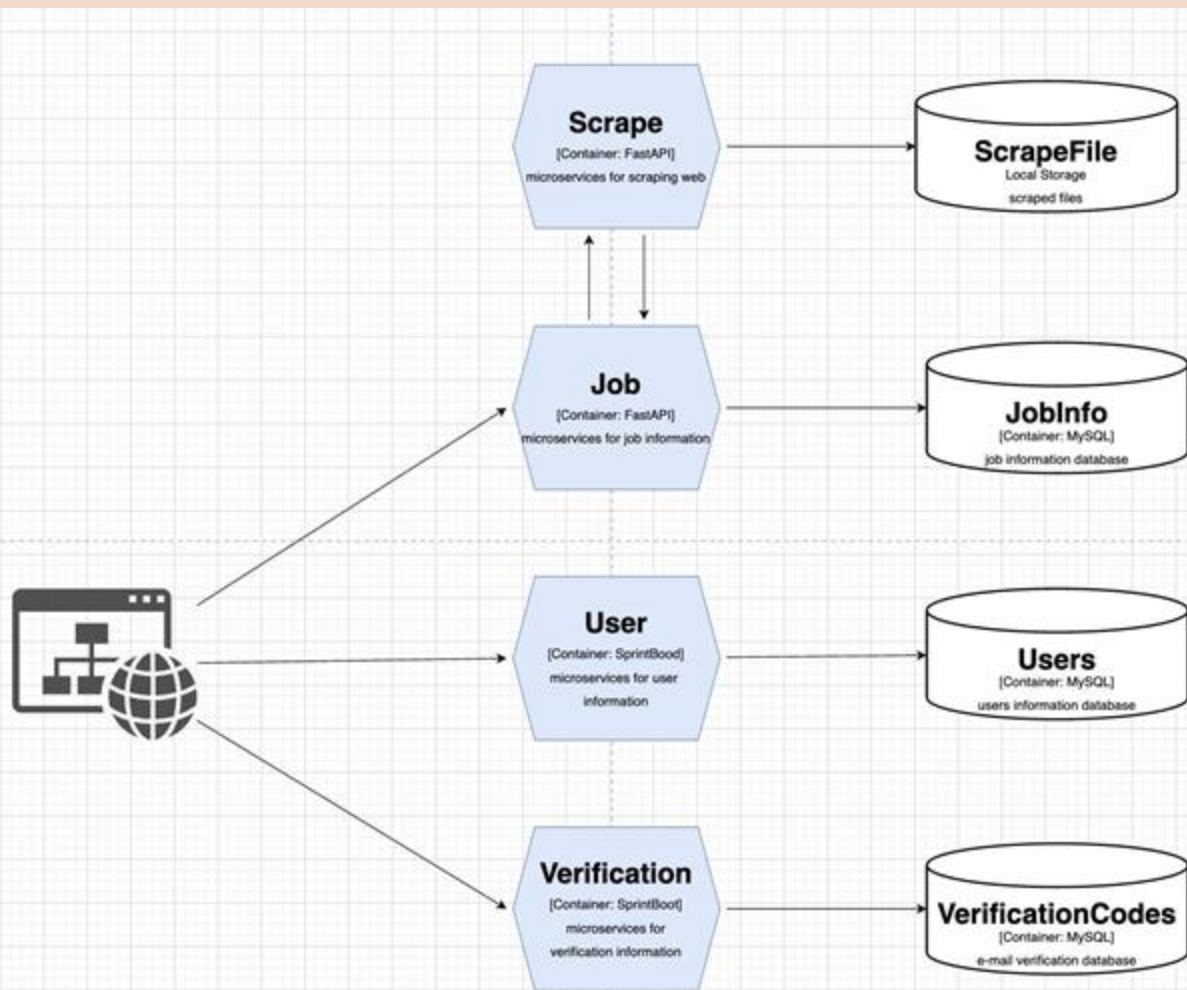 Scrape
[Container: FastAPI]
microservices for scraping web
ScrapeFile
Local Storage
scraped files
Job
[Container: FastAPI]
microservices for job information
JobInfo
[Container: MySQL]
job information database
User
[Container: SprintBood]
microservices for user
information
Users
[Container: MySQL]
users information database
Verification
[Container: SprintBoot]
microservices for
verification information
VerificationCodes
[Container: MySQL]
e-mail verification database